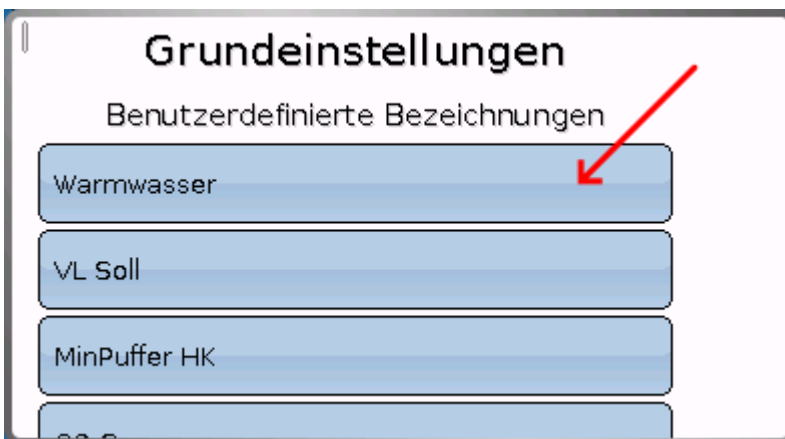 Grundeinstellungen
Benutzerdefinierte Bezeichnungen
Warmwasser
VL Soll
MinPuffer HK